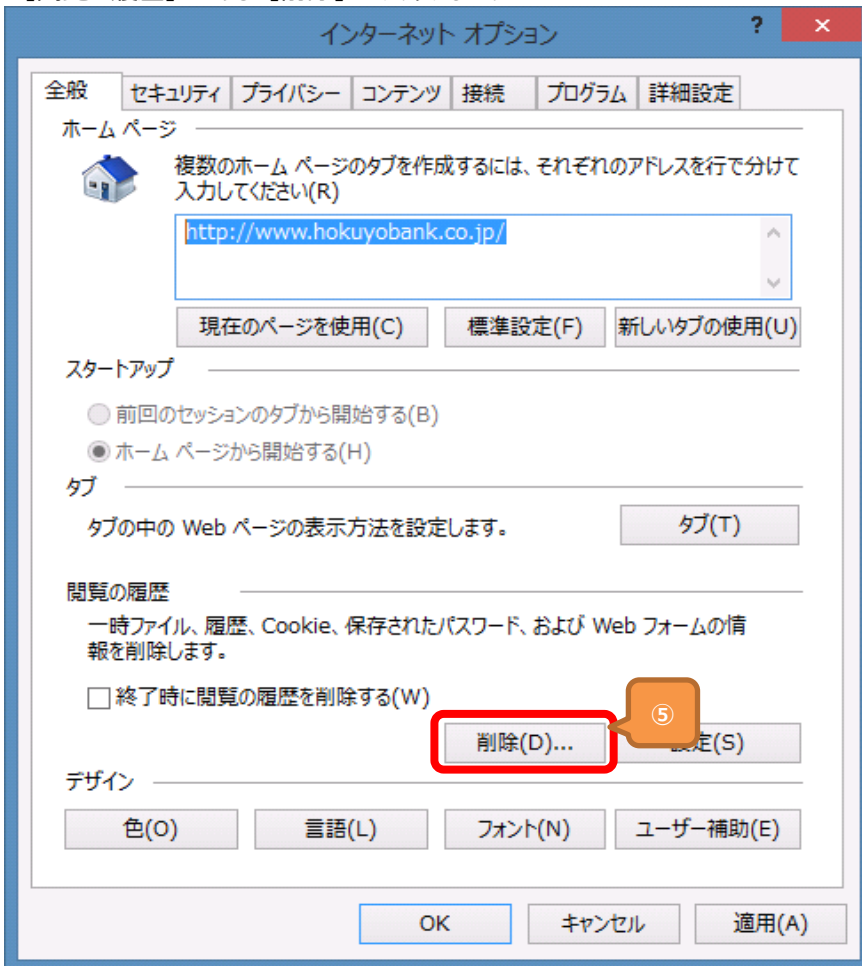 インターネット オプション
?
×
全般
セキュリティ
プライバシー
コンテンツ
接続
プログラム
詳細設定
ホーム ページ
複数のホーム ページのタブを作成するには、それぞれのアドレスを行で分けて
入力してください(R)
http://www.hokuyobank.co.jp/
現在のページを使用(C)
標準設定(F)
新しいタブの使用(U)
スタートアップ
前回のセッションのタブから開始する(B)
ホーム ページから開始する(H)
タブ
タブの中の Web ページの表示方法を設定します。
タブ(T)
閲覧の履歴
一時ファイル、履歴、Cookie、保存されたパスワード、および Web フォームの情
報を削除します。
終了時に閲覧の履歴を削除する(W)
⑤
削除(D)...
定(S)
デザイン
色(O)
言語(L)
フォント(N)
ユーザー補助(E)
OK
キャンセル
適用(A)